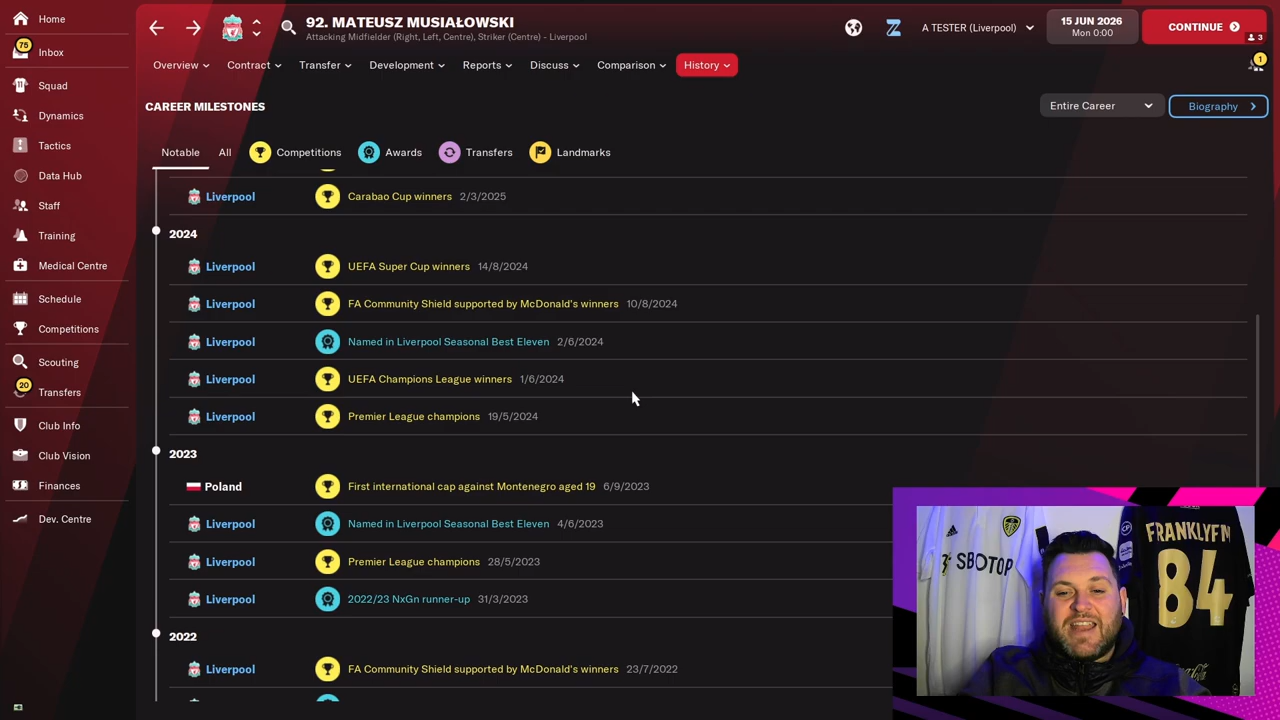 Home
75
Inbox
Squad
Dynamics
Tactics
Data Hub
Staff
Training
Medical Centre
Schedule
Competitions
Scouting
20
Transfers
Club Info
Club Vision
Finances
Dev. Centre
92. MATEUSZ MUSIAŁOWSKI
Attacking Midfielder (Right, Left, Centre), Striker (Centre) - Liverpool
A TESTER (Liverpool)
15 JUN 2026
Mon 0:00
CONTINUE
3
Overview
Contract
Transfer
Development
Reports
Discuss
Comparison
History
1
CAREER MILESTONES
Entire Career
Biography
Notable
All
Competitions
Awards
Transfers
Landmarks
Liverpool Carabao Cup winners 2/3/2025
2024
Liverpool UEFA Super Cup winners 14/8/2024
Liverpool FA Community Shield supported by McDonald's winners 10/8/2024
Liverpool Named in Liverpool Seasonal Best Eleven 2/6/2024
Liverpool UEFA Champions League winners 1/6/2024
Liverpool Premier League champions 19/5/2024
2023
Poland First international cap against Montenegro aged 19 6/9/2023
Liverpool Named in Liverpool Seasonal Best Eleven 4/6/2023
Liverpool Premier League champions 28/5/2023
Liverpool 2022/23 NxGn runner-up 31/3/2023
2022
Liverpool FA Community Shield supported by McDonald's winners 23/7/2022
SBOTOP
FRANKLYFM
84